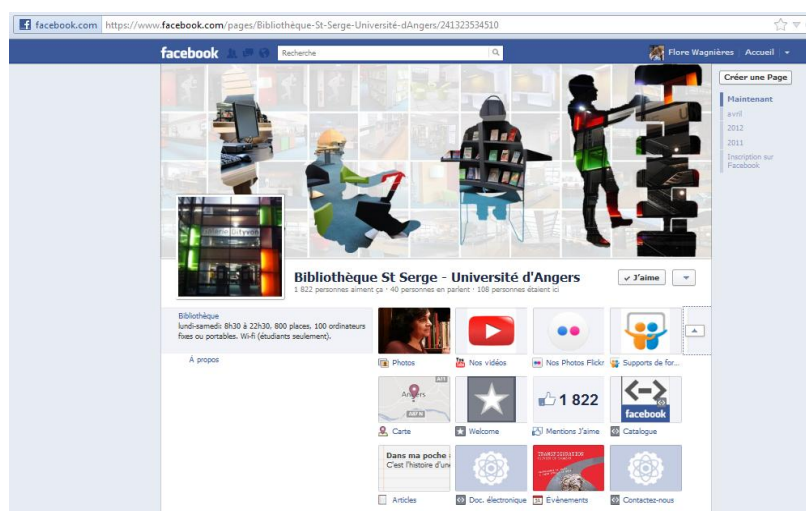 facebook.com https://www.facebook.com/pages/Bibliothèque-St-Serge-Université-dAngers/241323534510
facebook Recherche Flore Wagnières Accueil
Créer une Page
Maintenant
avril
2012
2011
Inscription sur
Facebook
Bibliothèque St Serge - Université d'Angers
1 822 personnes aiment ça · 40 personnes en parlent · 108 personnes étaient ici
✓ J'aime
Bibliothèque
lundi-samedi: 8h30 à 22h30. 800 places, 100 ordinateurs
fixes ou portables. Wi-fi (étudiants seulement).
À propos
Photos
Nos vidéos
Nos Photos Flickr
Supports de for...
Angers
1 822
facebook
Carte
Welcome
Mentions J'aime
Catalogue
Dans ma poche
C'est l'histoire d'un
Articles
Doc. électronique
Évènements
Contactez-nous